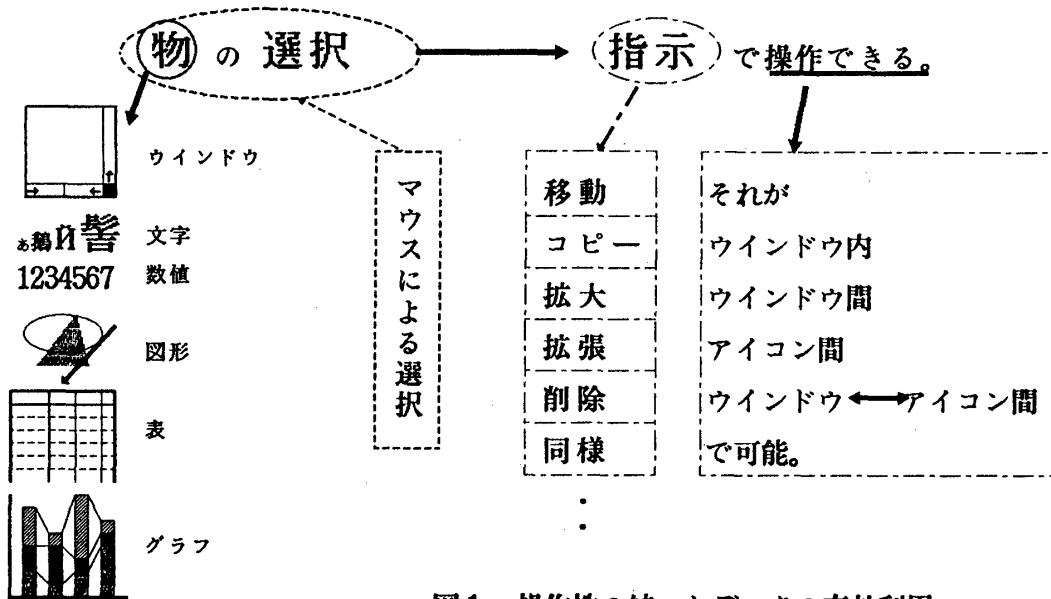 物の選択
指示で操作できる。
ウインドウ
文字
1234567
数値
図形
表
グラフ
マウスによる選択
移動
コピー
拡大
拡張
削除
同様
それが
ウインドウ内
ウインドウ間
アイコン間
ウインドウ⟷アイコン間
で可能。